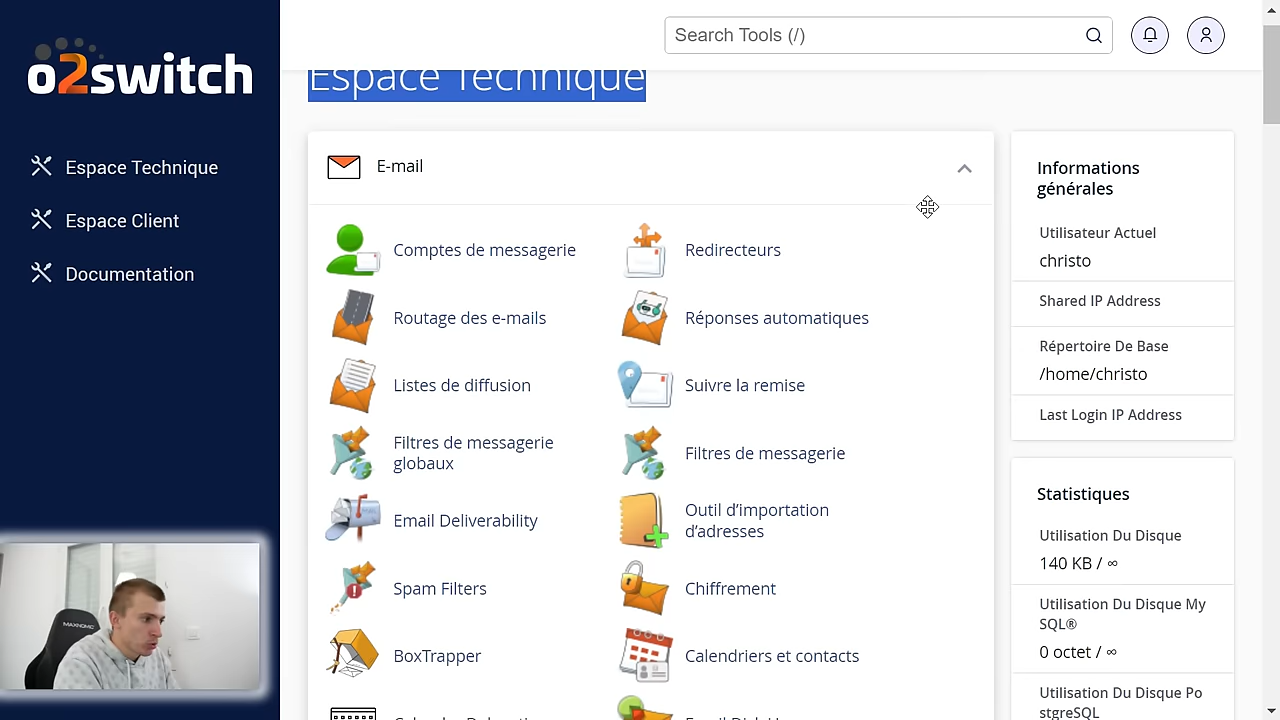 o2switch
Espace Technique
Espace Client
Documentation
Search Tools (/)
Espace Technique
E-mail
Comptes de messagerie
Redirecteurs
Routage des e-mails
Réponses automatiques
Listes de diffusion
Suivre la remise
Filtres de messagerie
globaux
Filtres de messagerie
Email Deliverability
Outil d'importation
d'adresses
Spam Filters
Chiffrement
BoxTrapper
Calendriers et contacts
Informations
générales
Utilisateur Actuel
christo
Shared IP Address
Répertoire De Base
/home/christo
Last Login IP Address
Statistiques
Utilisation Du Disque
140 KB / ∞
Utilisation Du Disque My
SQL®
0 octet / ∞
Utilisation Du Disque Po
stgreSQL
MAXNOMIC